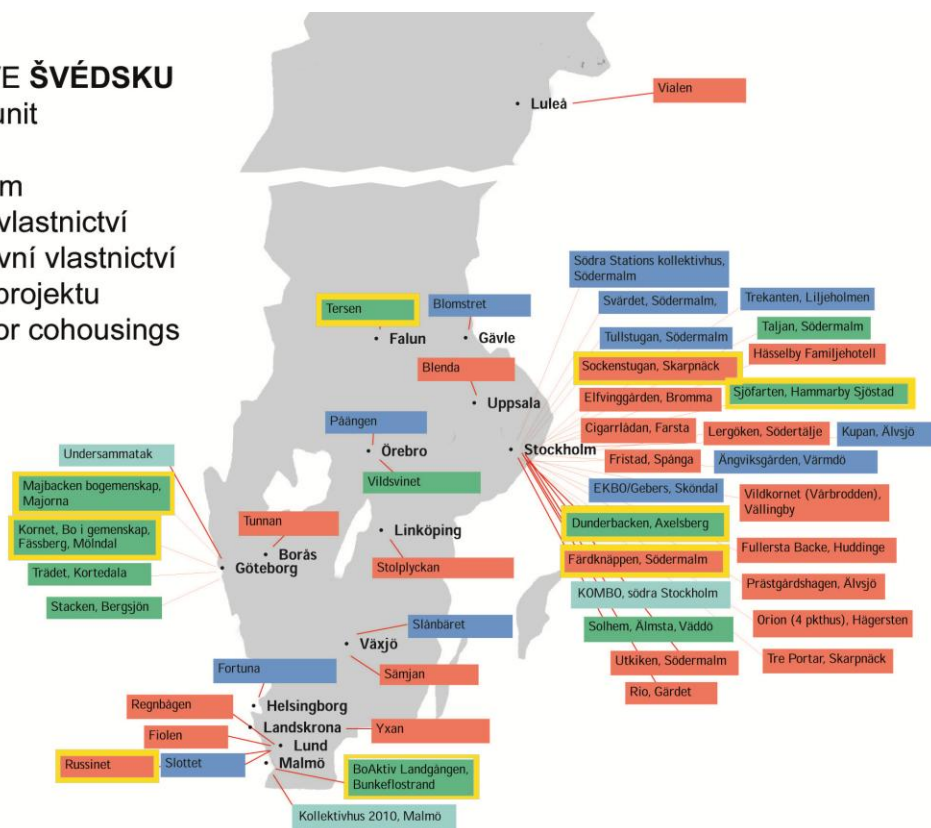 E ŠVÉDSKU
unit
m
vlastnictví
vní vlastnictví
projektu
or cohousings
Vialen
Luleå
Södra Stations kollektivhus,
Södermalm
Svärdet, Södermalm,
Trekanten, Liljeholmen
Tersen
Blomstret
Tullstugan, Södermalm
Taljan, Södermalm
Falun
Gävle
Hässelby Familjehotell
Blenda
Sockenstugan, Skarpnäck
Sjöfarten, Hammarby Sjöstad
Uppsala
Elfvinggården, Bromma
Påängen
Cigarrlådan, Farsta
Lergöken, Södertälje
Kupan, Älvsjö
Undersammatak
Örebro
Stockholm
Fristad, Spånga
Ängviksgården, Värmdö
Vildsvinet
Majbacken bogemenskap,
Majorna
EKBO/Gebers, Sköndal
Vildkornet (Vårbrodden),
Vällingby
Kornet, Bo i gemenskap,
Fässberg, Mölndal
Tunnan
Linköping
Dunderbacken, Axelsberg
Borås
Göteborg
Stolplyckan
Färdknäppen, Södermalm
Fullersta Backe, Huddinge
Trädet, Kortedala
KOMBO, södra Stockholm
Prästgårdshagen, Älvsjö
Stacken, Bergsjön
Slånbäret
Solhem, Älmsta, Väddö
Orion (4 pkthus), Hägersten
Växjö
Utkiken, Södermalm
Tre Portar, Skarpnäck
Fortuna
Sämjan
Rio, Gärdet
Regnbågen
Helsingborg
Landskrona
Yxan
Fiolen
Lund
Russinet
Slottet
Malmö
BoAktiv Landgången,
Bunkeflostrand
Kollektivhus 2010, Malmö